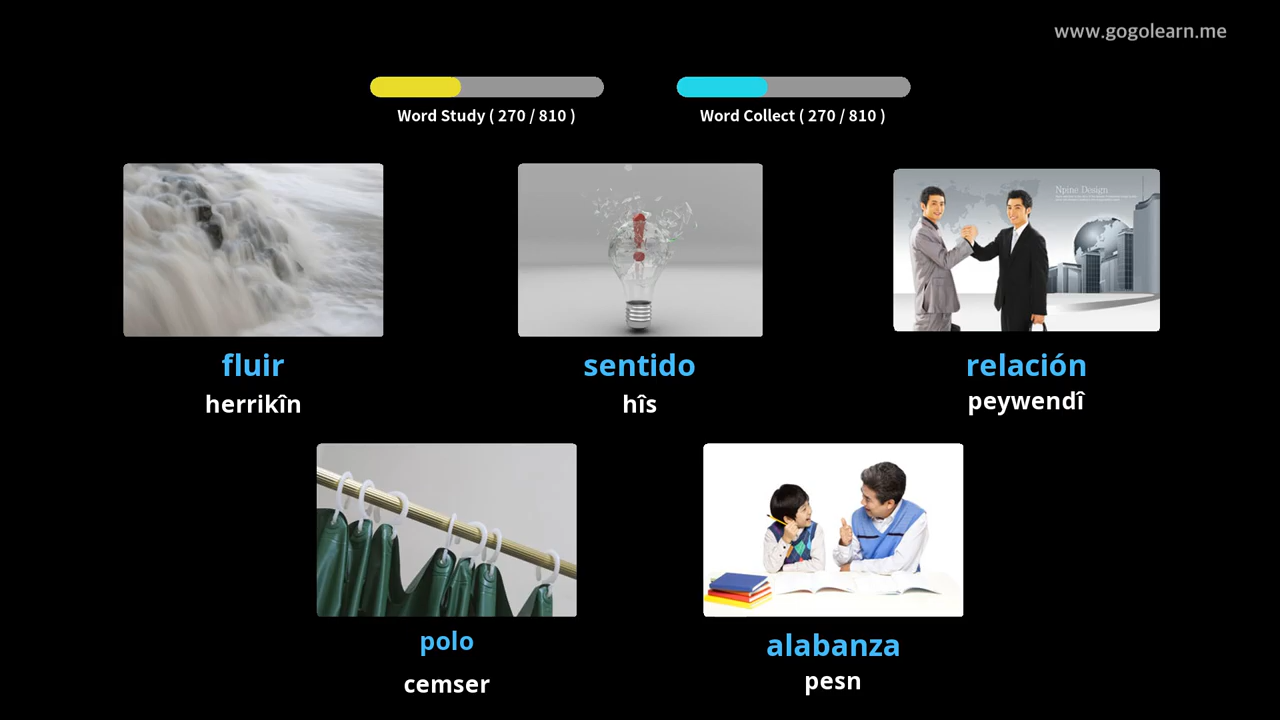 www.gogolearn.me
Word Study ( 270 / 810 )
Word Collect ( 270 / 810 )
Npine Design
fluir
herrikîn
sentido
hîs
relación
peywendî
polo
cemser
alabanza
pesn